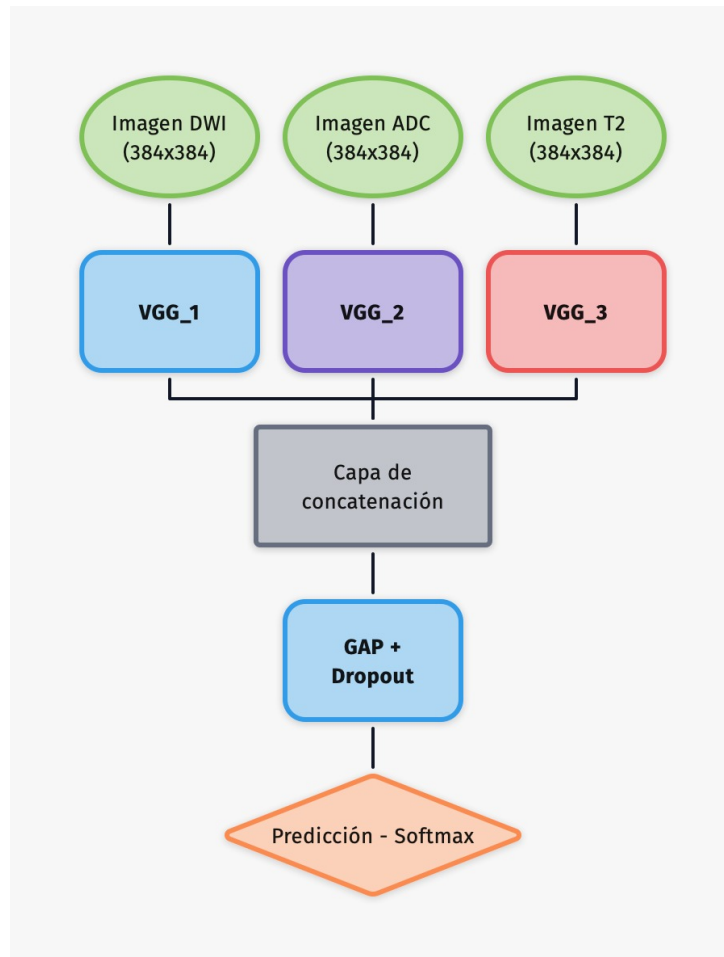 Imagen DWI
(384x384)
Imagen ADC
(384x384)
Imagen T2
(384x384)
VGG_1
VGG_2
VGG_3
Capa de
concatenación
GAP +
Dropout
Predicción - Softmax